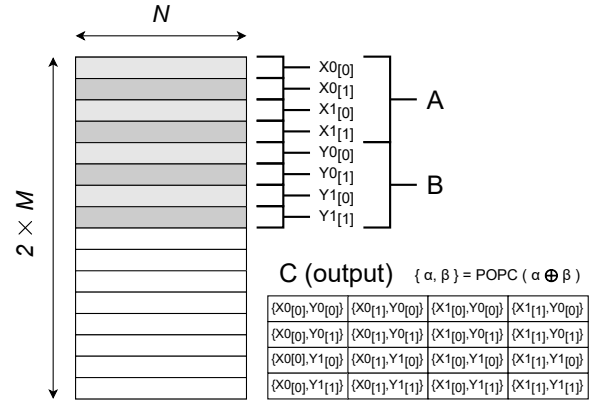 N
2 × M
X0[0]
X0[1]
X1[0]
X1[1]
Y0[0]
Y0[1]
Y1[0]
Y1[1]
A
B
C (output) { α, β } = POPC ( α ⊕ β )
{X0[0],Y0[0]} {X0[1],Y0[0]} {X1[0],Y0[0]} {X1[1],Y0[0]}
{X0[0],Y0[1]} {X0[1],Y0[1]} {X1[0],Y0[1]} {X1[1],Y0[1]}
{X0[0],Y1[0]} {X0[1],Y1[0]} {X1[0],Y1[0]} {X1[1],Y1[0]}
{X0[0],Y1[1]} {X0[1],Y1[1]} {X1[0],Y1[1]} {X1[1],Y1[1]}